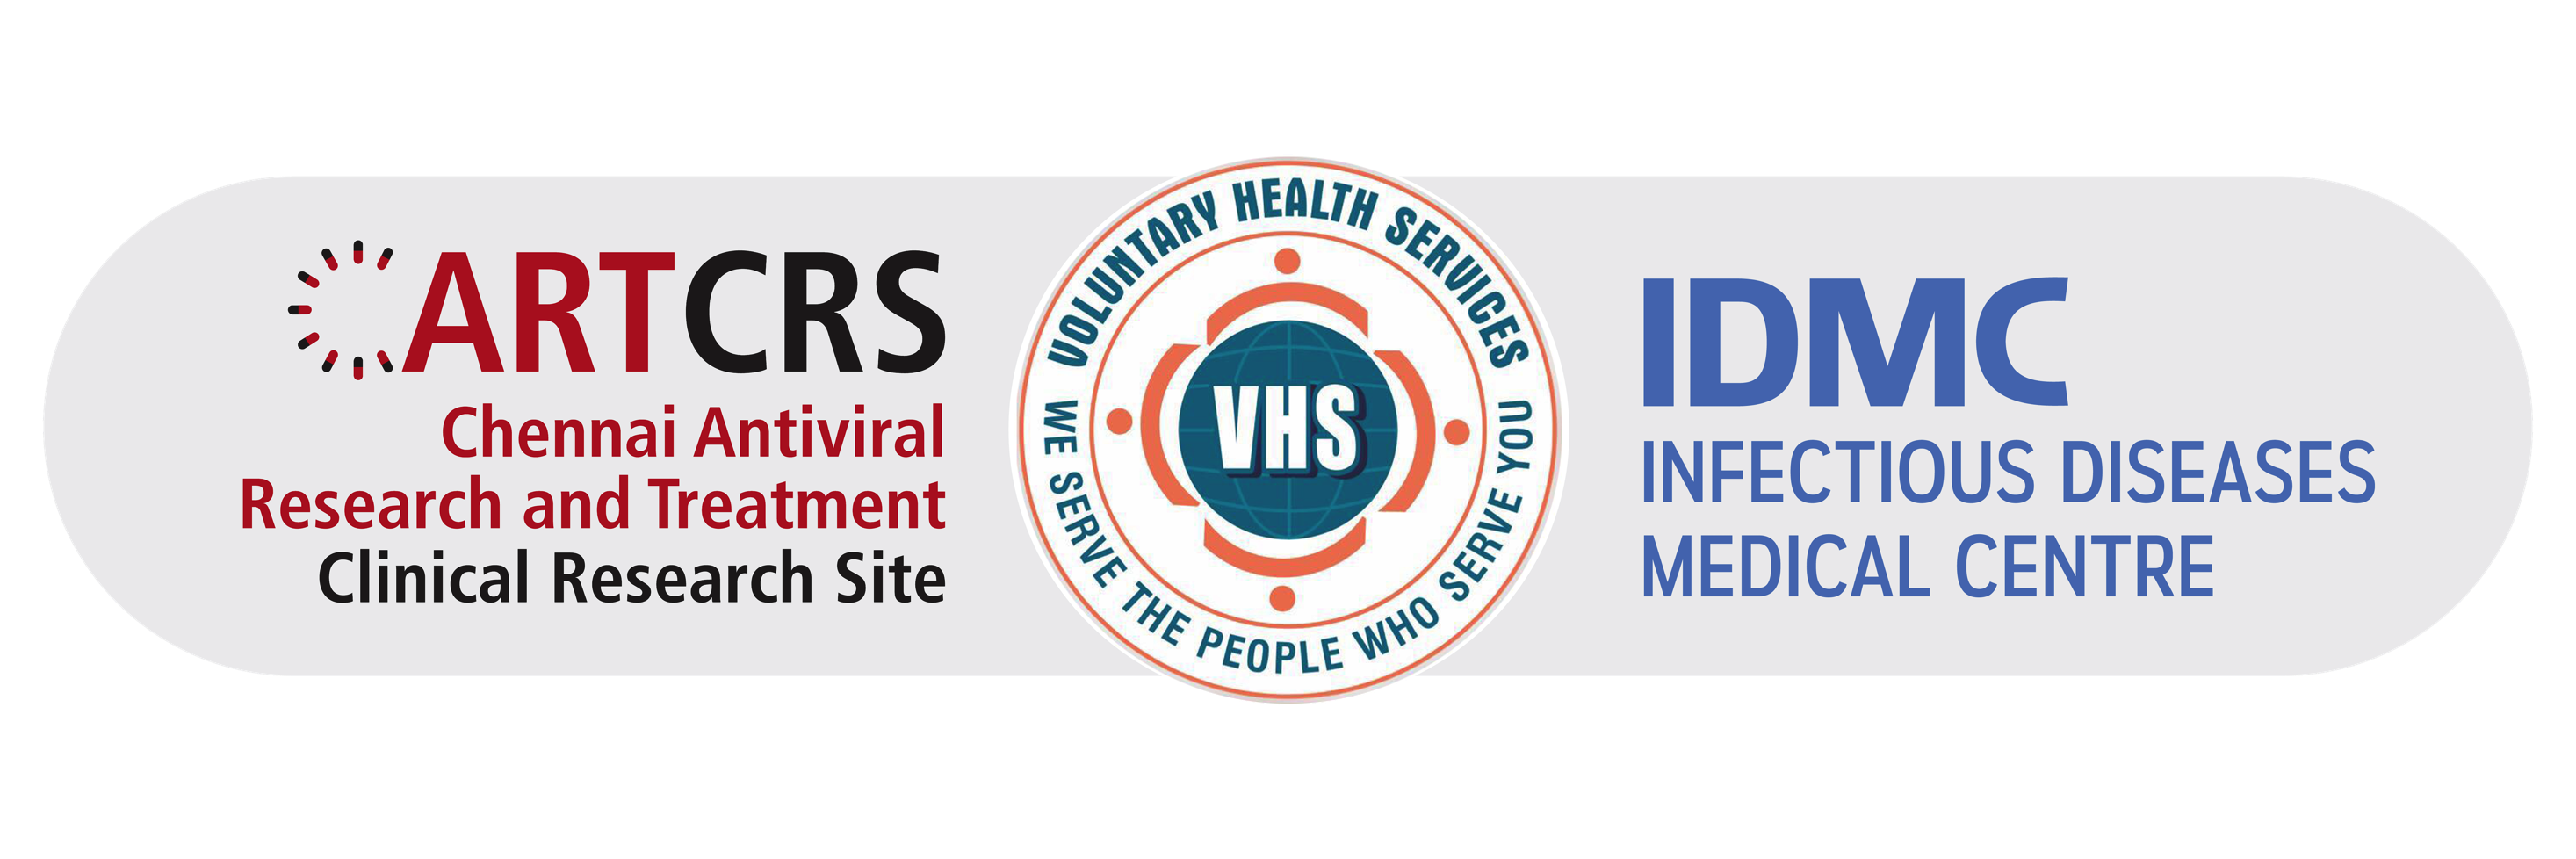 CARTCRS
Chennai Antiviral
Research and Treatment
Clinical Research Site
VOLUNTARY HEALTH SERVICES
VHS
WE SERVE THE PEOPLE WHO SERVE YOU
IDMC
INFECTIOUS DISEASES
MEDICAL CENTRE